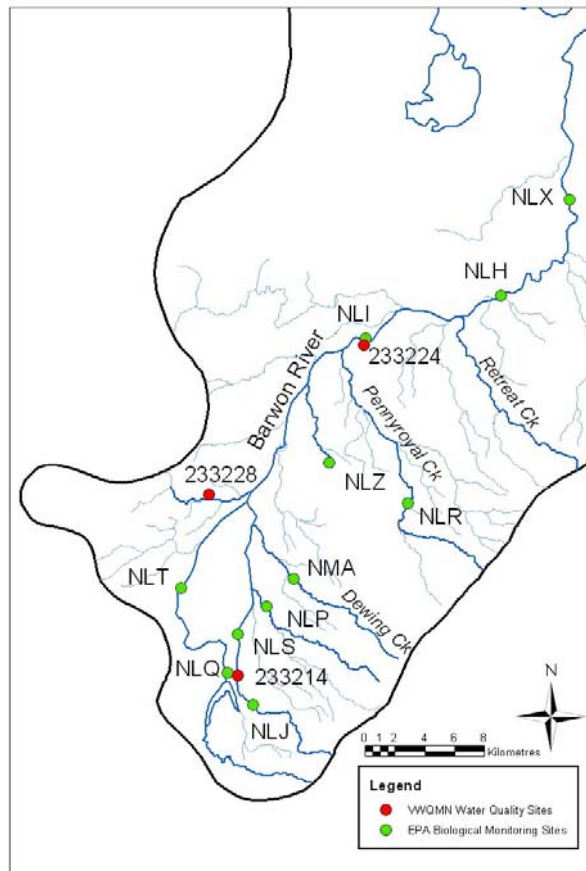 NLX
NLH
NLI
233224
Barwon River
Pennyroyal Ck
Retreat Ck
233228
NLZ
NLR
NLT
NMA
NLP
Dewing Ck
NLS
NLQ
233214
NLJ
N
0 1 2 4 6 8
Kilometres
Legend
VWQMN Water Quality Sites
EPA Biological Monitoring Sites